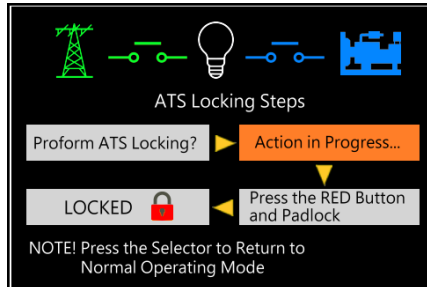 ATS Locking Steps
Proform ATS Locking?
Action in Progress...
Press the RED Button
and Padlock
LOCKED
NOTE! Press the Selector to Return to
Normal Operating Mode